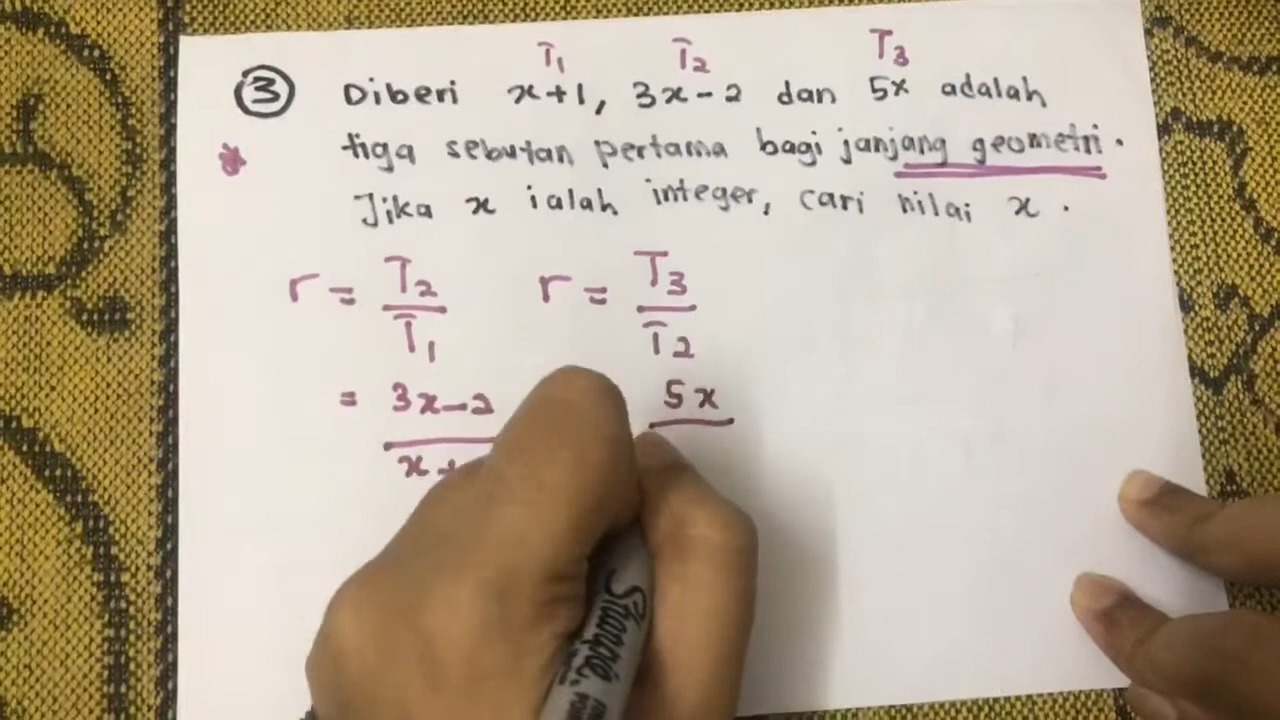 T1 T2 T3
3 Diberi x+1, 3x-2 dan 5x adalah
tiga sebutan pertama bagi janjang geometri.
Jika x ialah integer, cari nilai x.
r = T2/T1 r = T3/T2
= 3x-2/x+ 5x
Sharpie